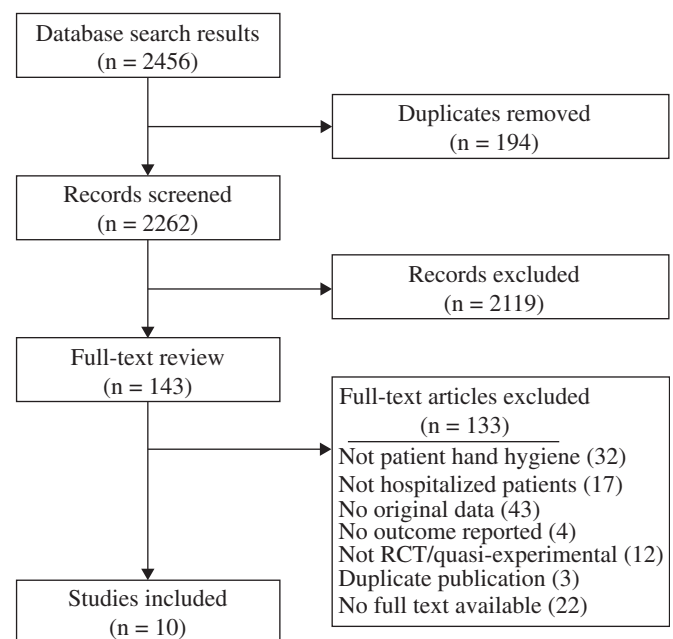 Database search results
(n = 2456)
Duplicates removed
(n = 194)
Records screened
(n = 2262)
Records excluded
(n = 2119)
Full-text review
(n = 143)
Full-text articles excluded
(n = 133)
Not patient hand hygiene (32)
Not hospitalized patients (17)
No original data (43)
No outcome reported (4)
Not RCT/quasi-experimental (12)
Duplicate publication (3)
No full text available (22)
Studies included
(n = 10)